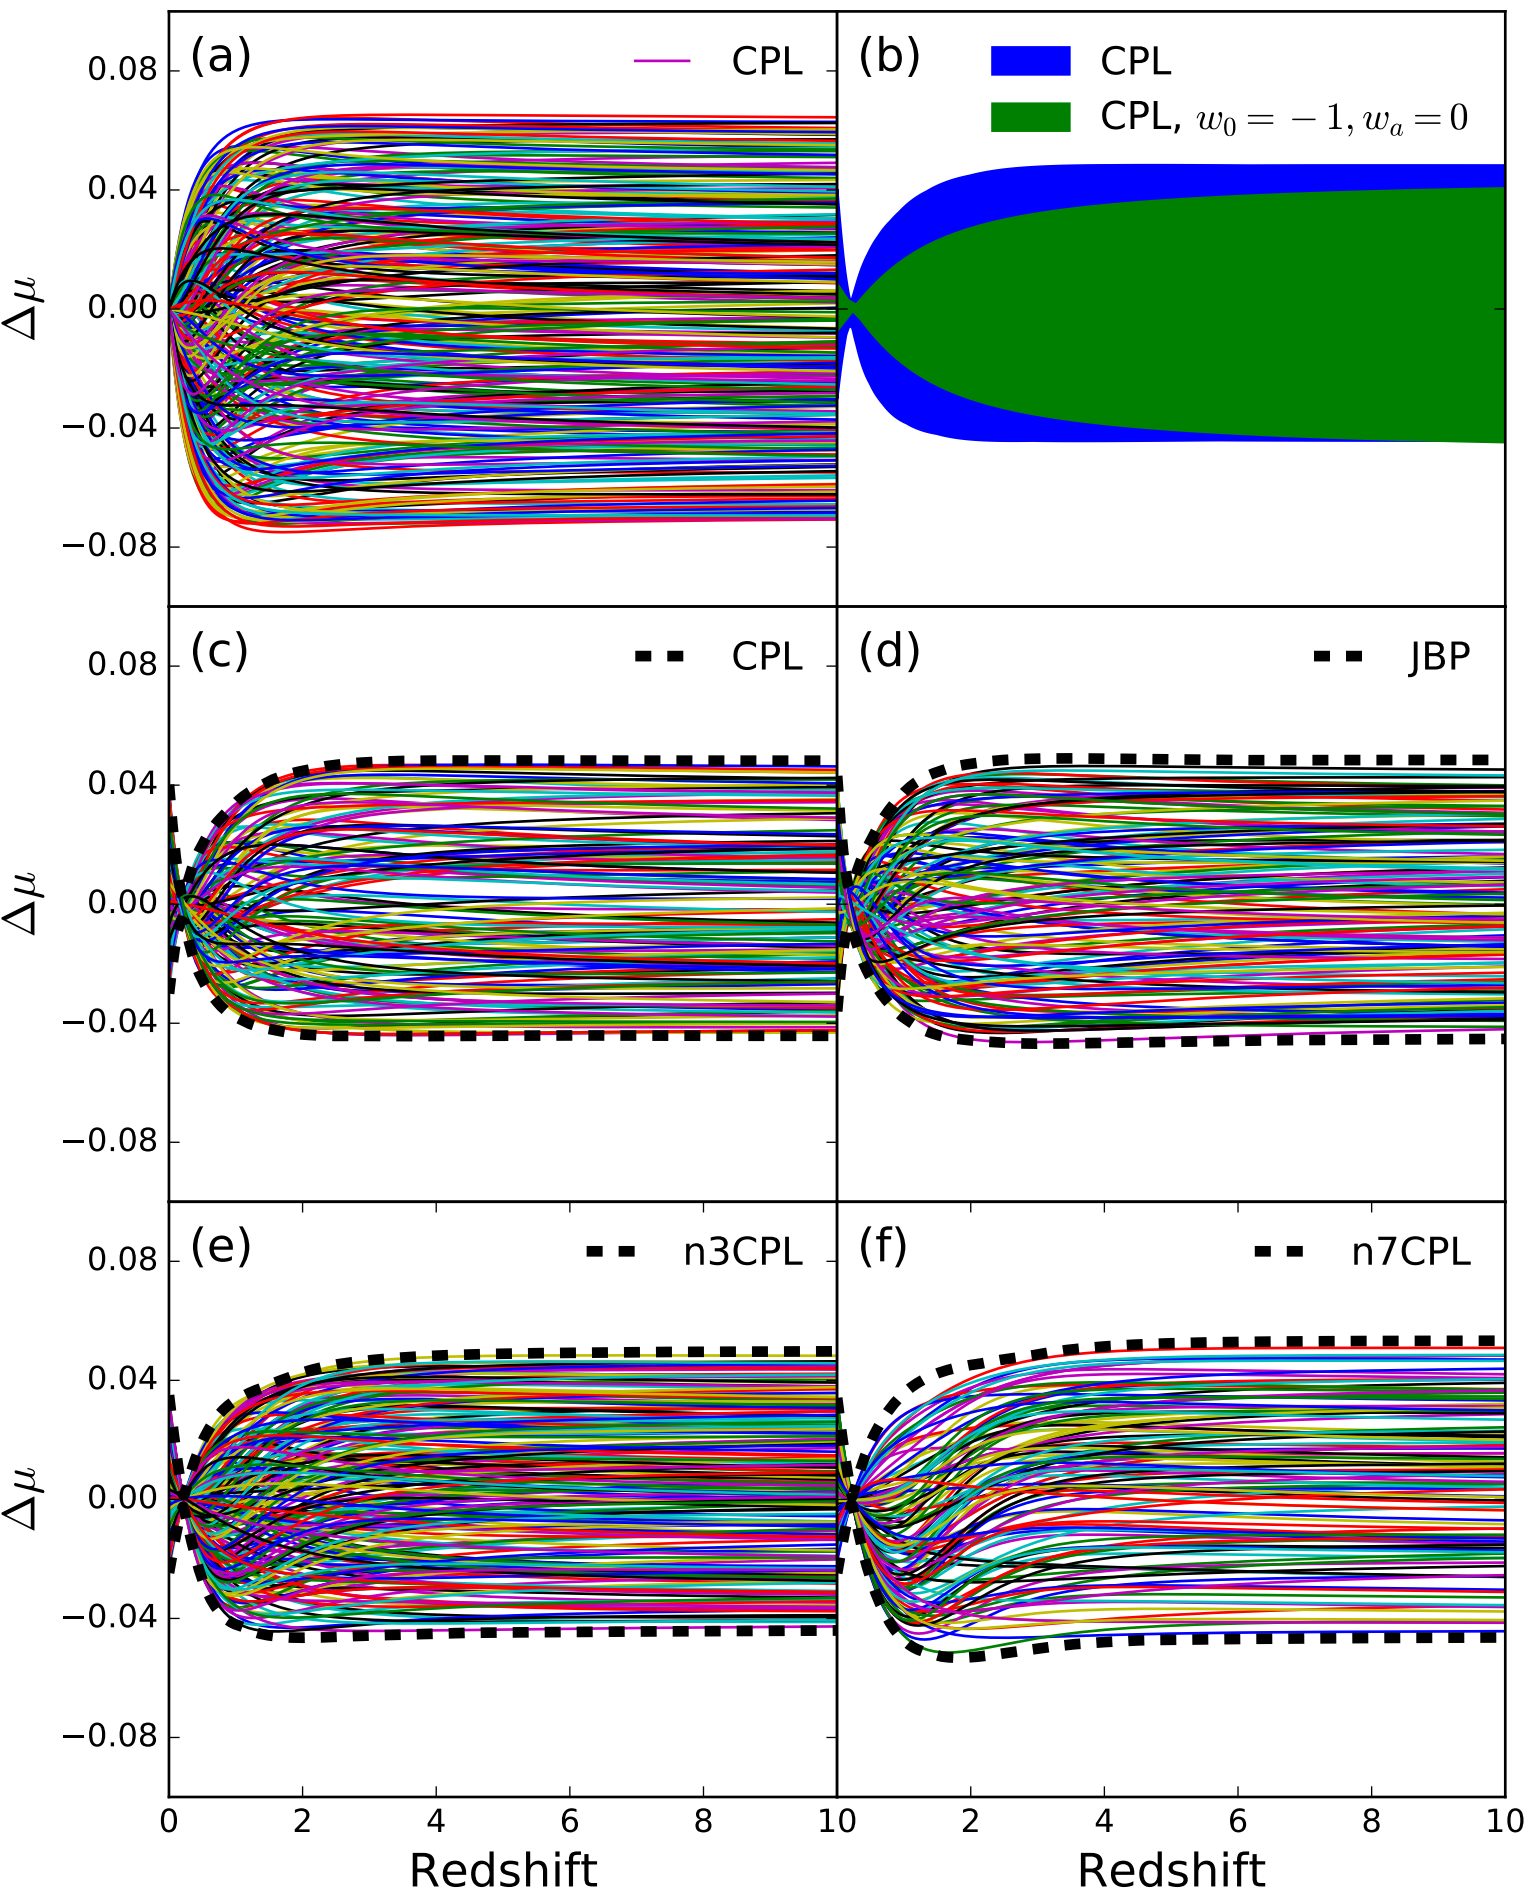 (a) CPL
0.08
0.04
0.00
−0.04
−0.08
Δμ
(b) CPL
CPL, w₀ = −1, wₐ = 0
(c) CPL
0.08
0.04
0.00
−0.04
−0.08
Δμ
(d) JBP
(e) n3CPL
0.08
0.04
0.00
−0.04
−0.08
Δμ
(f) n7CPL
0 2 4 6 8 10 2 4 6 8 10
Redshift Redshift